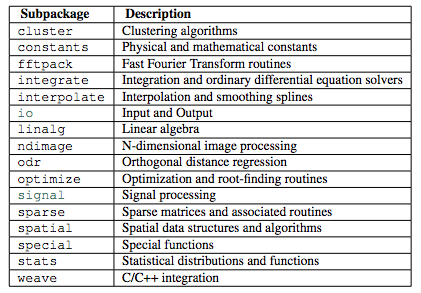 Subpackage Description
cluster Clustering algorithms
constants Physical and mathematical constants
fftpack Fast Fourier Transform routines
integrate Integration and ordinary differential equation solvers
interpolate Interpolation and smoothing splines
io Input and Output
linalg Linear algebra
ndimage N-dimensional image processing
odr Orthogonal distance regression
optimize Optimization and root-finding routines
signal Signal processing
sparse Sparse matrices and associated routines
spatial Spatial data structures and algorithms
special Special functions
stats Statistical distributions and functions
weave C/C++ integration